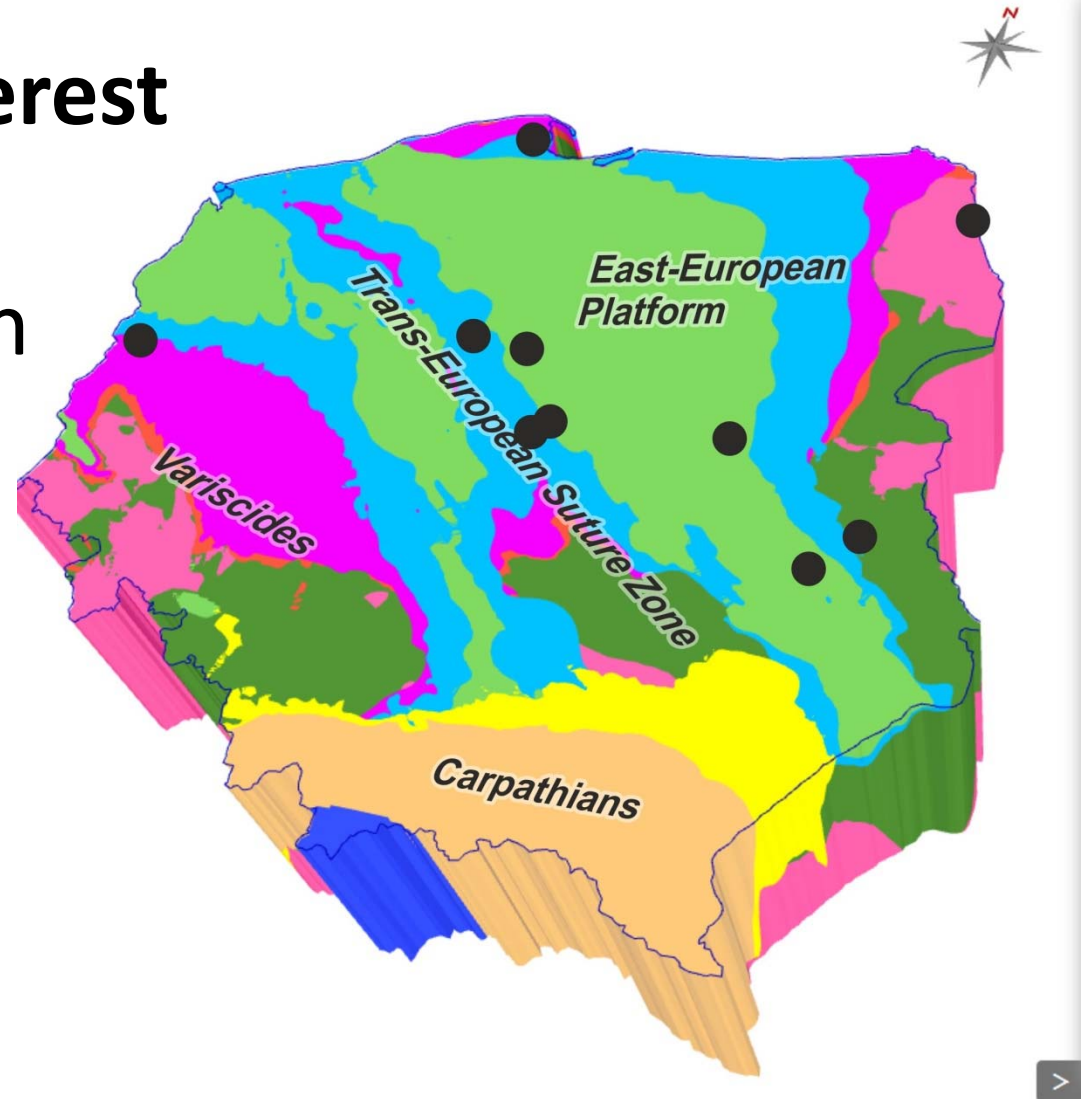 N
erest
n
East-European
Platform
Trans-European Suture Zone
Variscides
Carpathians
>